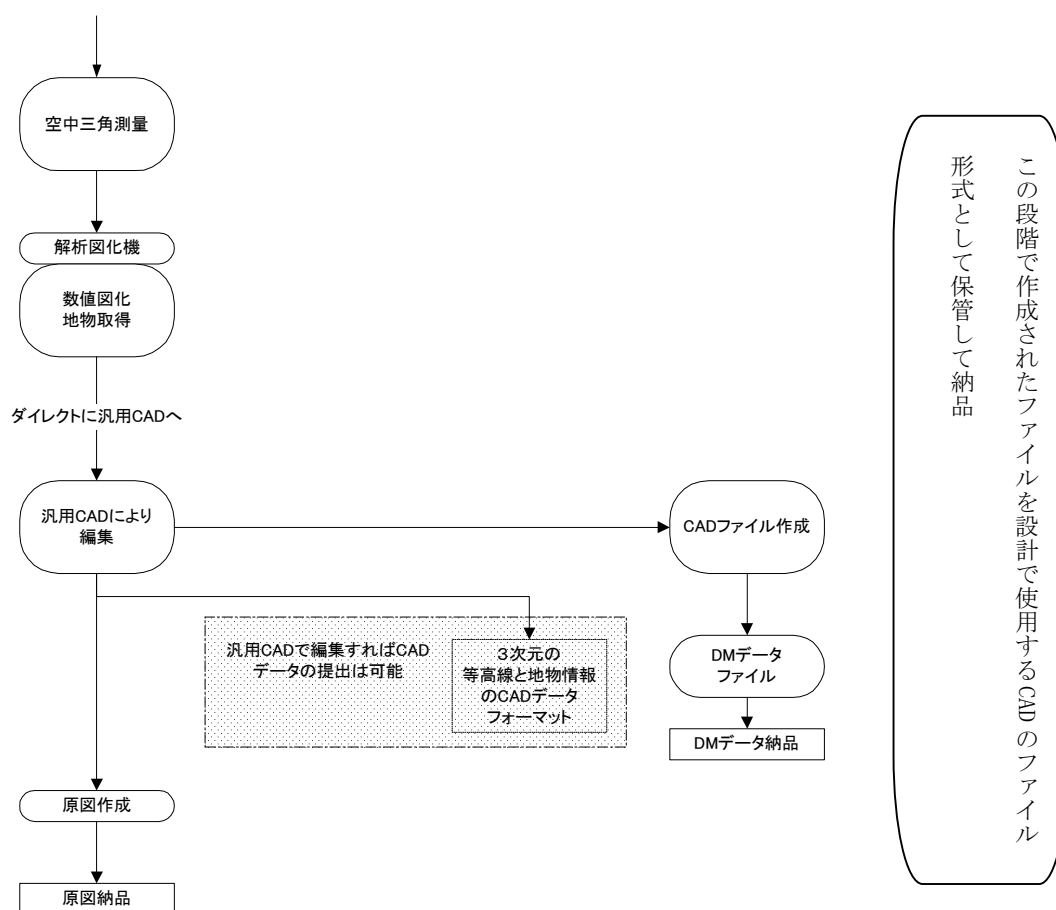 空中三角測量
解析図化機
数値図化
地物取得
ダイレクトに汎用CADへ
汎用CADにより
編集
CADファイル作成
汎用CADで編集すればCAD
データの提出は可能
３次元の
等高線と地物情報
のCADデータ
フォーマット
DMデータ
ファイル
DMデータ納品
原図作成
原図納品
この段階で作成されたファイルを設計で使用するCADのファイル
形式として保管して納品